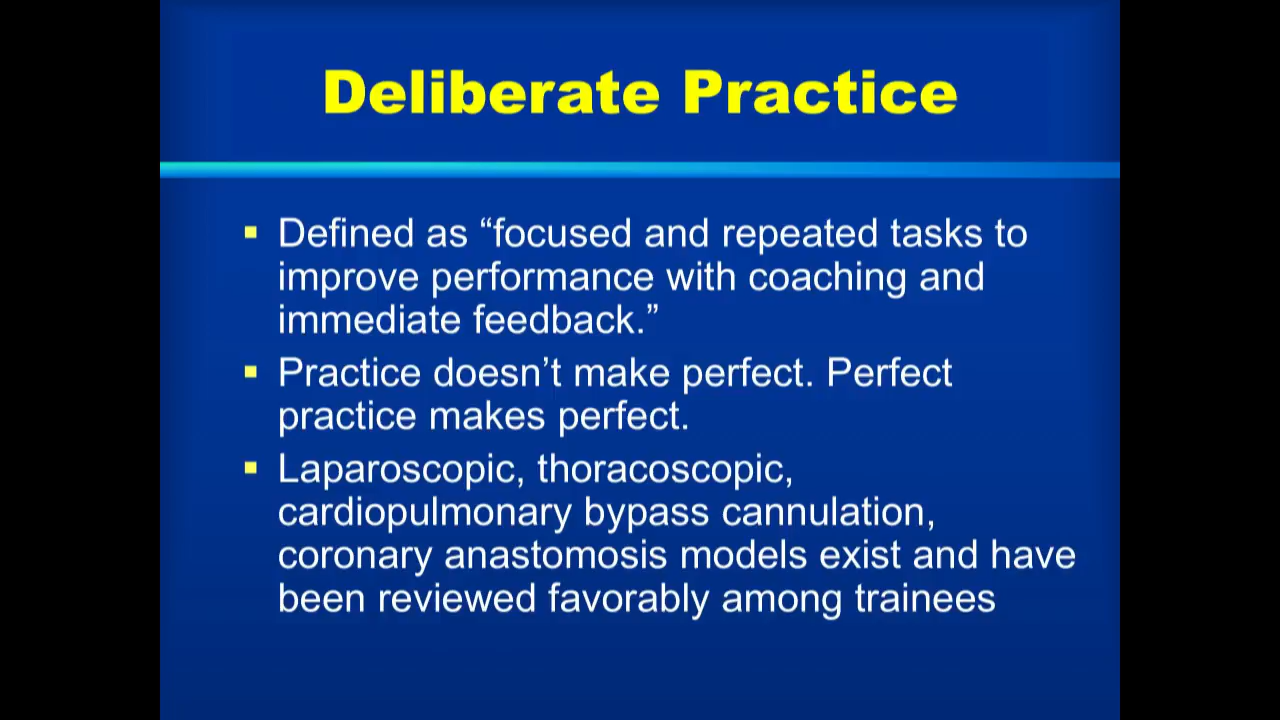 Deliberate Practice
Defined as “focused and repeated tasks to
improve performance with coaching and
immediate feedback.”
Practice doesn’t make perfect. Perfect
practice makes perfect.
Laparoscopic, thoracoscopic,
cardiopulmonary bypass cannulation,
coronary anastomosis models exist and have
been reviewed favorably among trainees